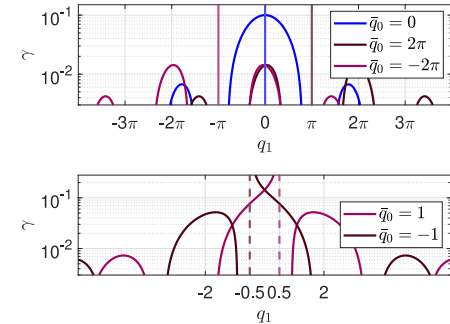 10⁻¹
10⁻²
γ
q̄₀ = 0
q̄₀ = 2π
q̄₀ = −2π
-3π -2π -π 0 π 2π 3π
q₁
10⁻¹
10⁻²
γ
q̄₀ = 1
q̄₀ = −1
-2 -0.5 0.5 2
q₁